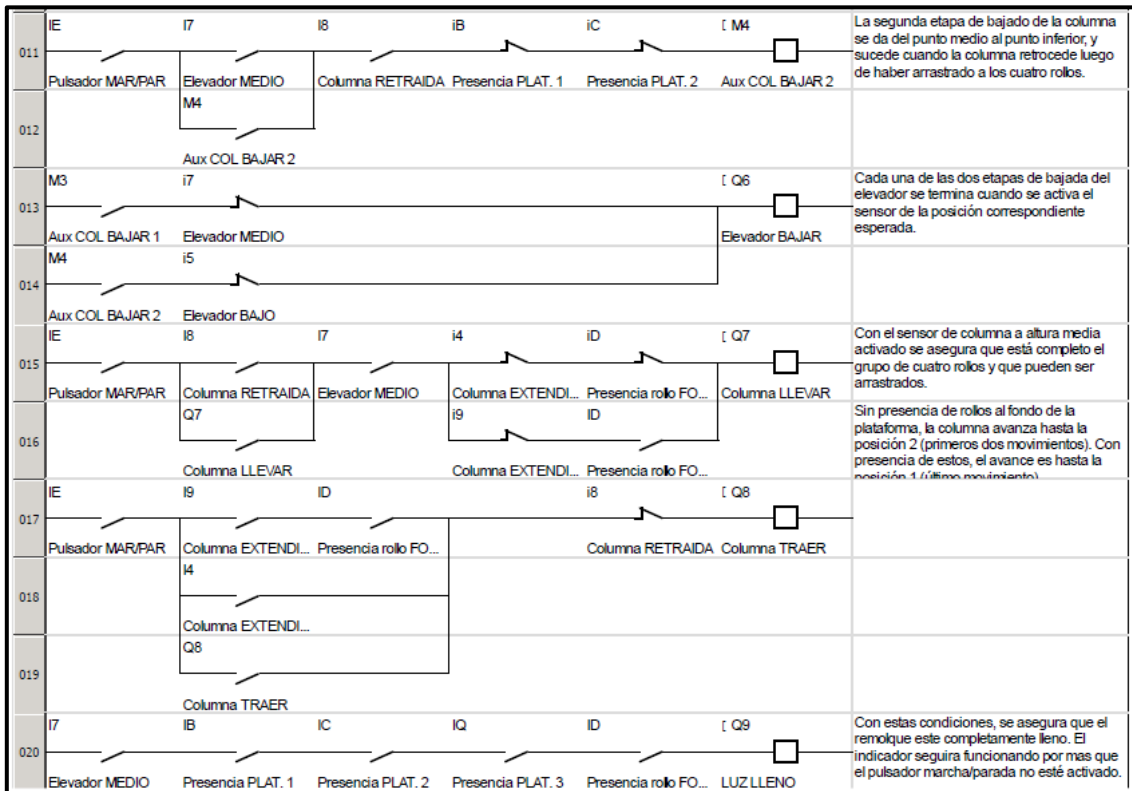 IE I7 I8 iB iC [ M4
011
Pulsador MAR/PAR Elevador MEDIO Columna RETRAIDA Presencia PLAT. 1 Presencia PLAT. 2 Aux COL BAJAR 2
La segunda etapa de bajado de la columna
se da del punto medio al punto inferior, y
sucede cuando la columna retrocede luego
de haber arrastrado a los cuatro rollos.
M4
012
Aux COL BAJAR 2
M3 i7 [ Q6
013
Aux COL BAJAR 1 Elevador MEDIO Elevador BAJAR
Cada una de las dos etapas de bajada del
elevador se termina cuando se activa el
sensor de la posición correspondiente
esperada.
M4 i5
014
Aux COL BAJAR 2 Elevador BAJO
IE I8 I7 i4 iD [ Q7
015
Pulsador MAR/PAR Columna RETRAIDA Elevador MEDIO Columna EXTENDI... Presencia rollo FO... Columna LLEVAR
Con el sensor de columna a altura media
activado se asegura que está completo el
grupo de cuatro rollos y que pueden ser
arrastrados.
Q7 i9 ID
016
Columna LLEVAR Columna EXTENDI... Presencia rollo FO...
Sin presencia de rollos al fondo de la
plataforma, la columna avanza hasta la
posición 2 (primeros dos movimientos). Con
presencia de estos, el avance es hasta la
posición 1 (último movimiento)
IE I9 ID i8 [ Q8
017
Pulsador MAR/PAR Columna EXTENDI... Presencia rollo FO... Columna RETRAIDA Columna TRAER
I4
018
Columna EXTENDI...
Q8
019
Columna TRAER
I7 IB IC IQ ID [ Q9
020
Elevador MEDIO Presencia PLAT. 1 Presencia PLAT. 2 Presencia PLAT. 3 Presencia rollo FO... LUZ LLENO
Con estas condiciones, se asegura que el
remolque este completamente lleno. El
indicador seguira funcionando por mas que
el pulsador marcha/parada no esté activado.